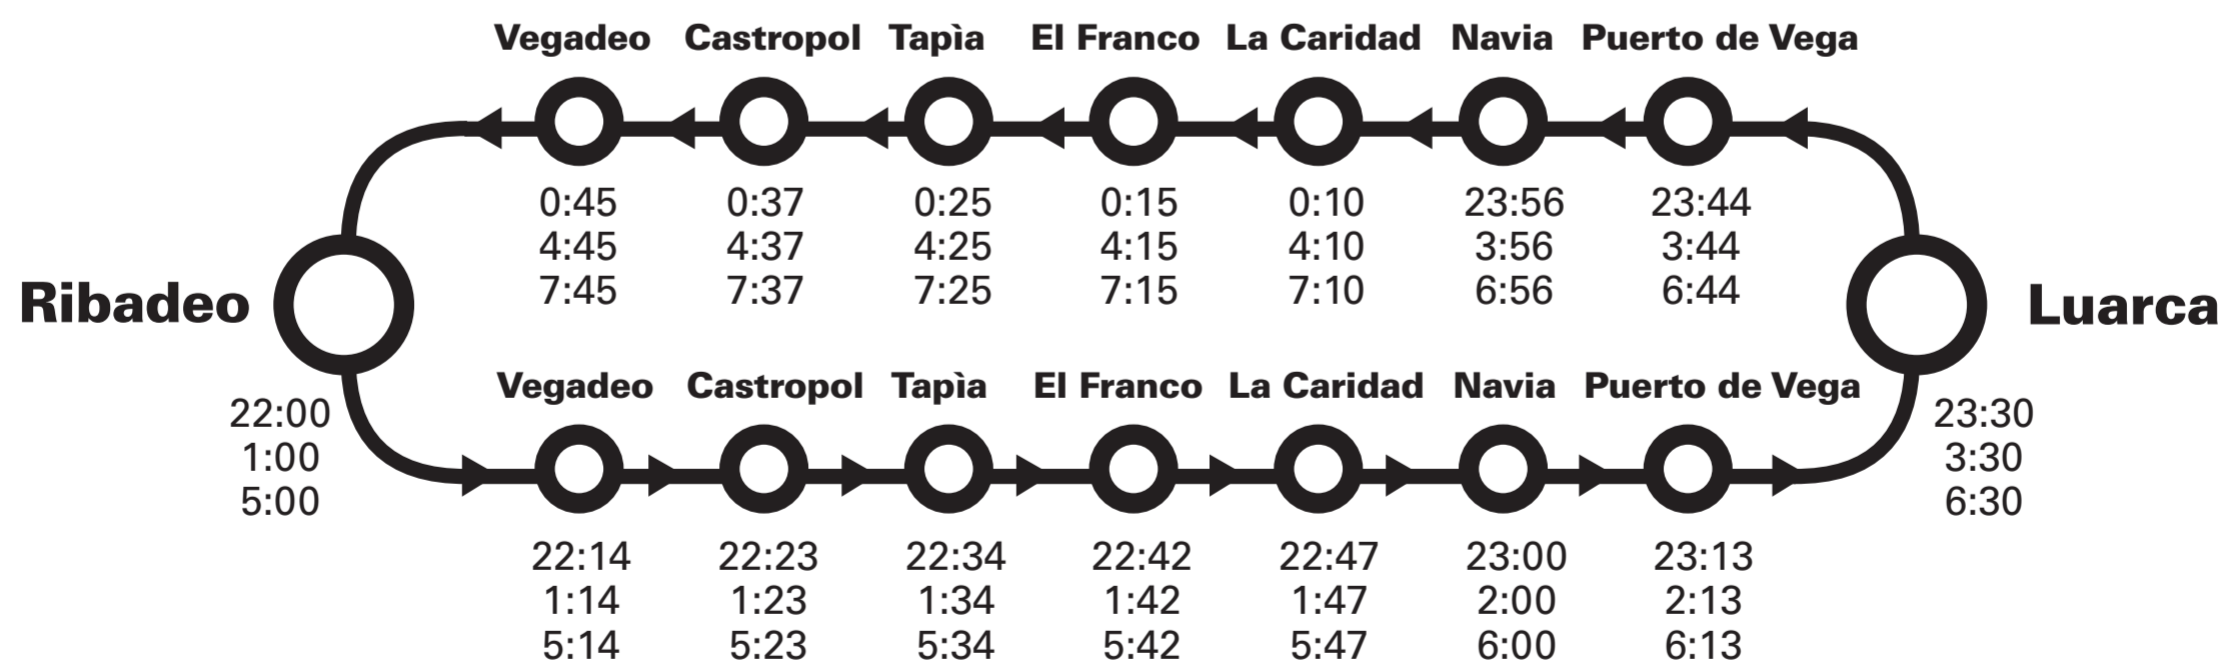 Vegadeo Castropol Tapìa El Franco La Caridad Navia Puerto de Vega
0:45 0:37 0:25 0:15 0:10 23:56 23:44
4:45 4:37 4:25 4:15 4:10 3:56 3:44
7:45 7:37 7:25 7:15 7:10 6:56 6:44
Ribadeo
Luarca
Vegadeo Castropol Tapìa El Franco La Caridad Navia Puerto de Vega
22:00
1:00
5:00
23:30
3:30
6:30
22:14 22:23 22:34 22:42 22:47 23:00 23:13
1:14 1:23 1:34 1:42 1:47 2:00 2:13
5:14 5:23 5:34 5:42 5:47 6:00 6:13